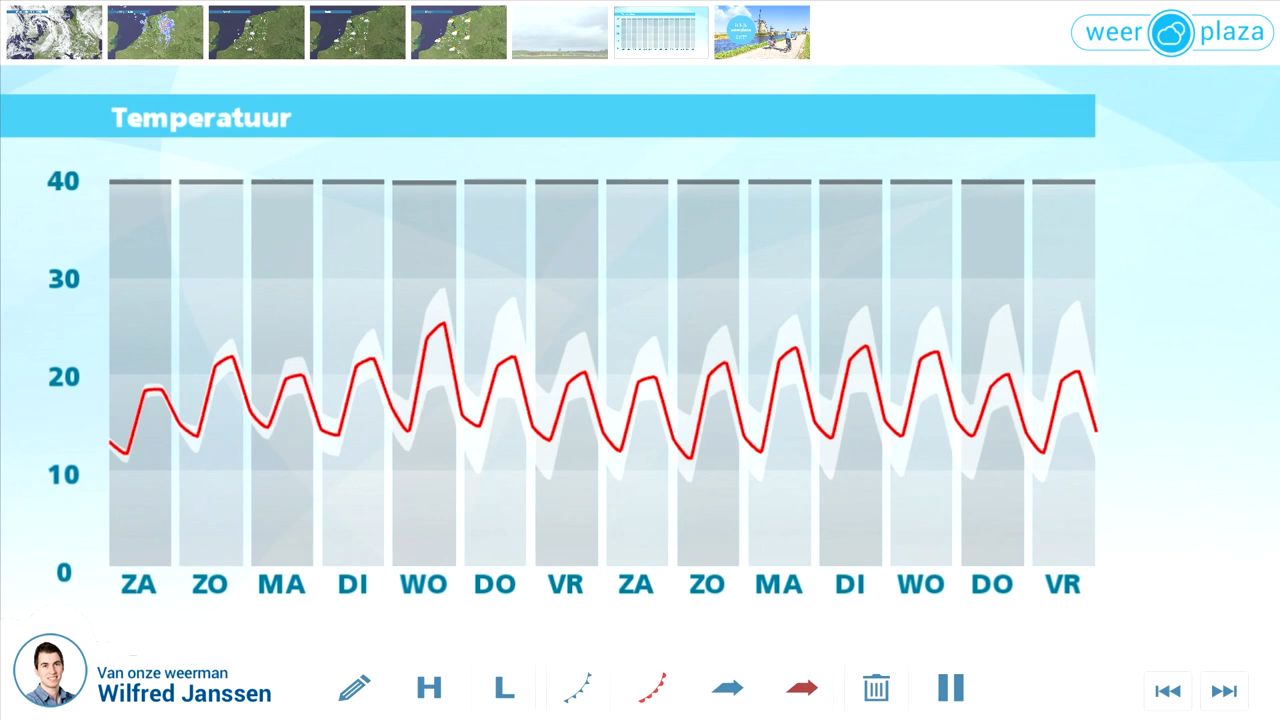 weer plaza
Temperatuur
40
30
20
10
0
ZA ZO MA DI WO DO VR ZA ZO MA DI WO DO VR
Van onze weerman
Wilfred Janssen
H L